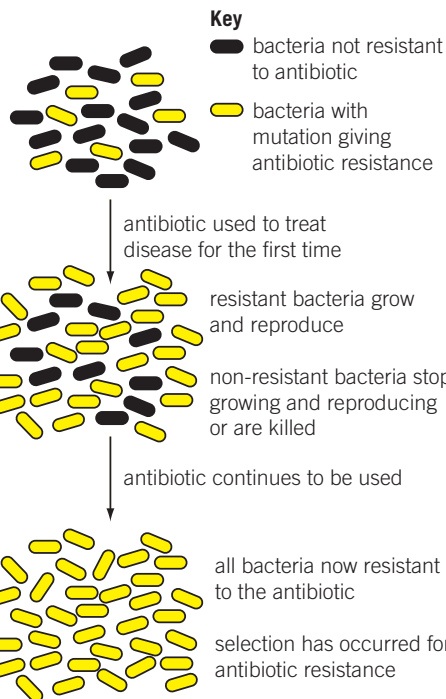 Key
bacteria not resistant
to antibiotic
bacteria with
mutation giving
antibiotic resistance
antibiotic used to treat
disease for the first time
resistant bacteria grow
and reproduce
non-resistant bacteria stop
growing and reproducing
or are killed
antibiotic continues to be used
all bacteria now resistant
to the antibiotic
selection has occurred for
antibiotic resistance